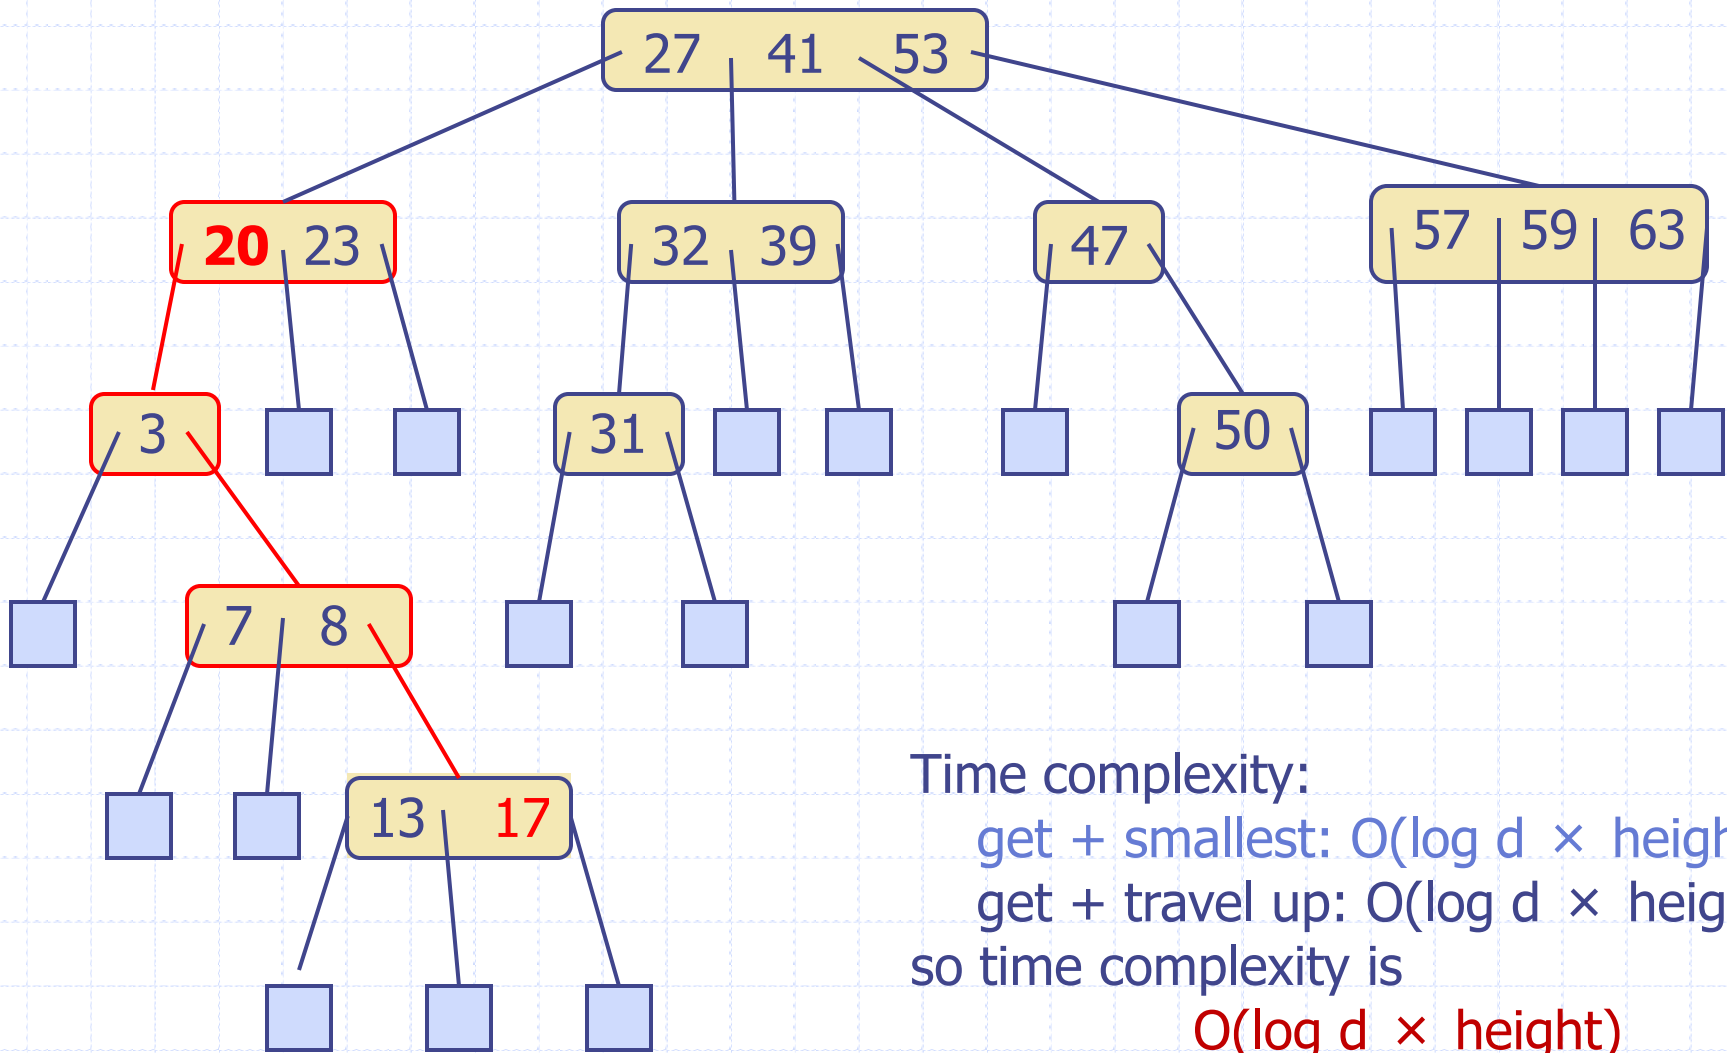 27 41 53
20 23
32 39
47
57 59 63
3
31
50
7 8
13 17
Time complexity:
get + smallest: O(log d × heigh
get + travel up: O(log d × heig
so time complexity is
O(log d × height)